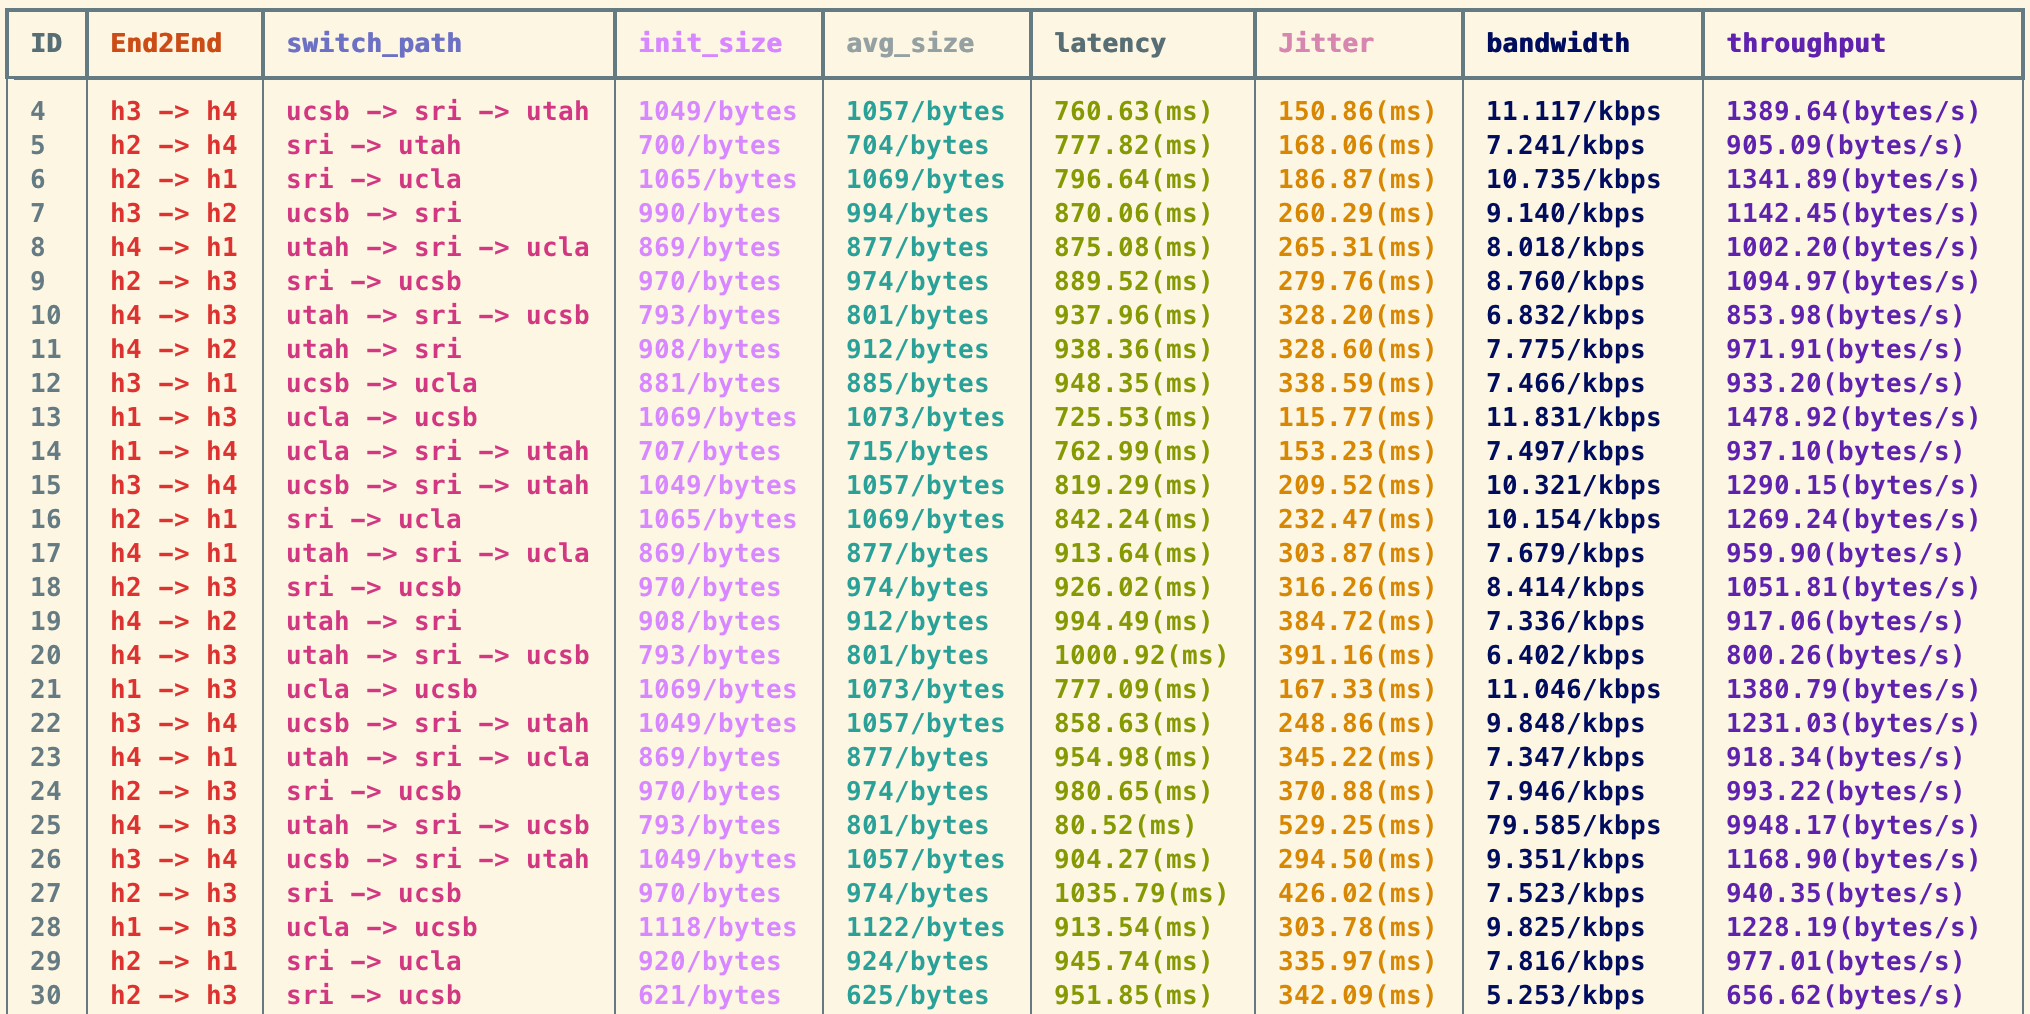 ID End2End switch_path init_size avg_size latency Jitter bandwidth throughput
4 h3 -> h4 ucsb -> sri -> utah 1049/bytes 1057/bytes 760.63(ms) 150.86(ms) 11.117/kbps 1389.64(bytes/s)
5 h2 -> h4 sri -> utah 700/bytes 704/bytes 777.82(ms) 168.06(ms) 7.241/kbps 905.09(bytes/s)
6 h2 -> h1 sri -> ucla 1065/bytes 1069/bytes 796.64(ms) 186.87(ms) 10.735/kbps 1341.89(bytes/s)
7 h3 -> h2 ucsb -> sri 990/bytes 994/bytes 870.06(ms) 260.29(ms) 9.140/kbps 1142.45(bytes/s)
8 h4 -> h1 utah -> sri -> ucla 869/bytes 877/bytes 875.08(ms) 265.31(ms) 8.018/kbps 1002.20(bytes/s)
9 h2 -> h3 sri -> ucsb 970/bytes 974/bytes 889.52(ms) 279.76(ms) 8.760/kbps 1094.97(bytes/s)
10 h4 -> h3 utah -> sri -> ucsb 793/bytes 801/bytes 937.96(ms) 328.20(ms) 6.832/kbps 853.98(bytes/s)
11 h4 -> h2 utah -> sri 908/bytes 912/bytes 938.36(ms) 328.60(ms) 7.775/kbps 971.91(bytes/s)
12 h3 -> h1 ucsb -> ucla 881/bytes 885/bytes 948.35(ms) 338.59(ms) 7.466/kbps 933.20(bytes/s)
13 h1 -> h3 ucla -> ucsb 1069/bytes 1073/bytes 725.53(ms) 115.77(ms) 11.831/kbps 1478.92(bytes/s)
14 h1 -> h4 ucla -> sri -> utah 707/bytes 715/bytes 762.99(ms) 153.23(ms) 7.497/kbps 937.10(bytes/s)
15 h3 -> h4 ucsb -> sri -> utah 1049/bytes 1057/bytes 819.29(ms) 209.52(ms) 10.321/kbps 1290.15(bytes/s)
16 h2 -> h1 sri -> ucla 1065/bytes 1069/bytes 842.24(ms) 232.47(ms) 10.154/kbps 1269.24(bytes/s)
17 h4 -> h1 utah -> sri -> ucla 869/bytes 877/bytes 913.64(ms) 303.87(ms) 7.679/kbps 959.90(bytes/s)
18 h2 -> h3 sri -> ucsb 970/bytes 974/bytes 926.02(ms) 316.26(ms) 8.414/kbps 1051.81(bytes/s)
19 h4 -> h2 utah -> sri 908/bytes 912/bytes 994.49(ms) 384.72(ms) 7.336/kbps 917.06(bytes/s)
20 h4 -> h3 utah -> sri -> ucsb 793/bytes 801/bytes 1000.92(ms) 391.16(ms) 6.402/kbps 800.26(bytes/s)
21 h1 -> h3 ucla -> ucsb 1069/bytes 1073/bytes 777.09(ms) 167.33(ms) 11.046/kbps 1380.79(bytes/s)
22 h3 -> h4 ucsb -> sri -> utah 1049/bytes 1057/bytes 858.63(ms) 248.86(ms) 9.848/kbps 1231.03(bytes/s)
23 h4 -> h1 utah -> sri -> ucla 869/bytes 877/bytes 954.98(ms) 345.22(ms) 7.347/kbps 918.34(bytes/s)
24 h2 -> h3 sri -> ucsb 970/bytes 974/bytes 980.65(ms) 370.88(ms) 7.946/kbps 993.22(bytes/s)
25 h4 -> h3 utah -> sri -> ucsb 793/bytes 801/bytes 80.52(ms) 529.25(ms) 79.585/kbps 9948.17(bytes/s)
26 h3 -> h4 ucsb -> sri -> utah 1049/bytes 1057/bytes 904.27(ms) 294.50(ms) 9.351/kbps 1168.90(bytes/s)
27 h2 -> h3 sri -> ucsb 970/bytes 974/bytes 1035.79(ms) 426.02(ms) 7.523/kbps 940.35(bytes/s)
28 h1 -> h3 ucla -> ucsb 1118/bytes 1122/bytes 913.54(ms) 303.78(ms) 9.825/kbps 1228.19(bytes/s)
29 h2 -> h1 sri -> ucla 920/bytes 924/bytes 945.74(ms) 335.97(ms) 7.816/kbps 977.01(bytes/s)
30 h2 -> h3 sri -> ucsb 621/bytes 625/bytes 951.85(ms) 342.09(ms) 5.253/kbps 656.62(bytes/s)